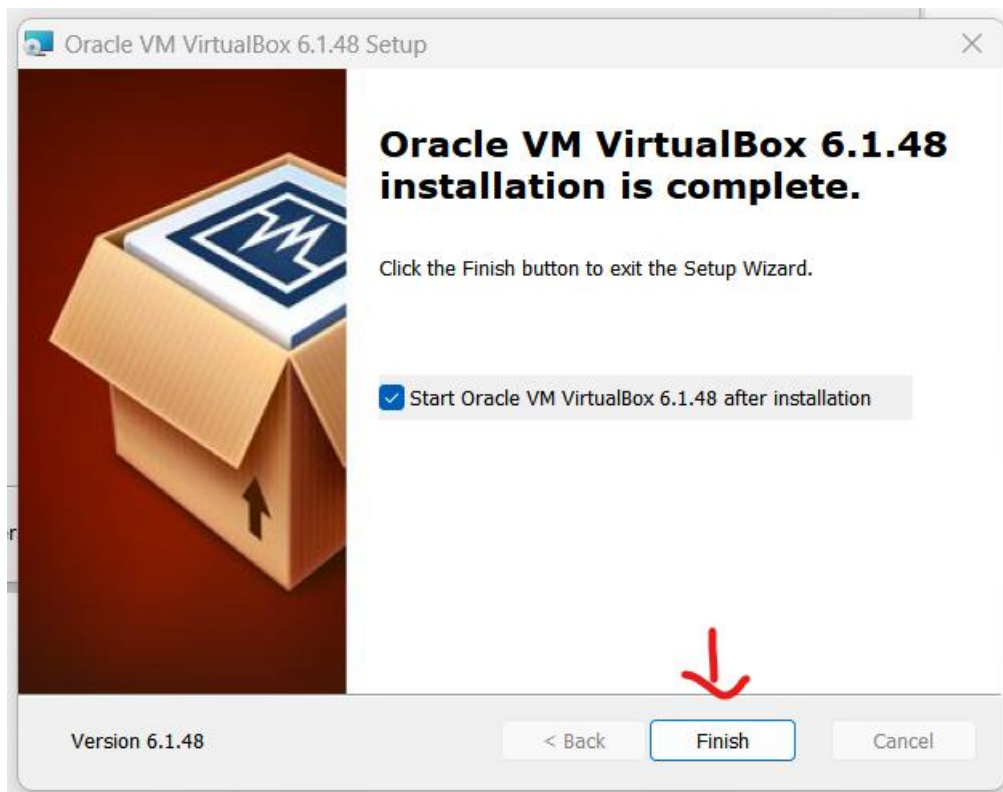 Oracle VM VirtualBox 6.1.48 Setup
Oracle VM VirtualBox 6.1.48
installation is complete.
Click the Finish button to exit the Setup Wizard.
Start Oracle VM VirtualBox 6.1.48 after installation
Version 6.1.48
< Back
Finish
Cancel